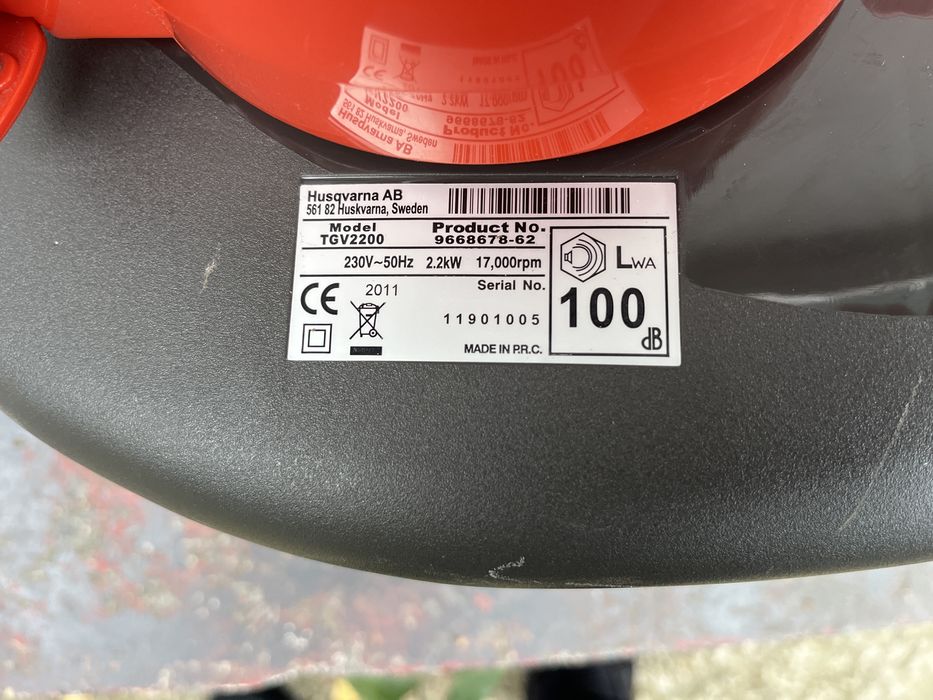 Husqvarna AB
561 82 Huskvarna, Sweden
Model
TGV2200
Product No.
9668678-62
230V~50Hz 2.2kW 17,000rpm
CE 2011
Serial No.
11901005
MADE IN P.R.C.
LWA
100
dB